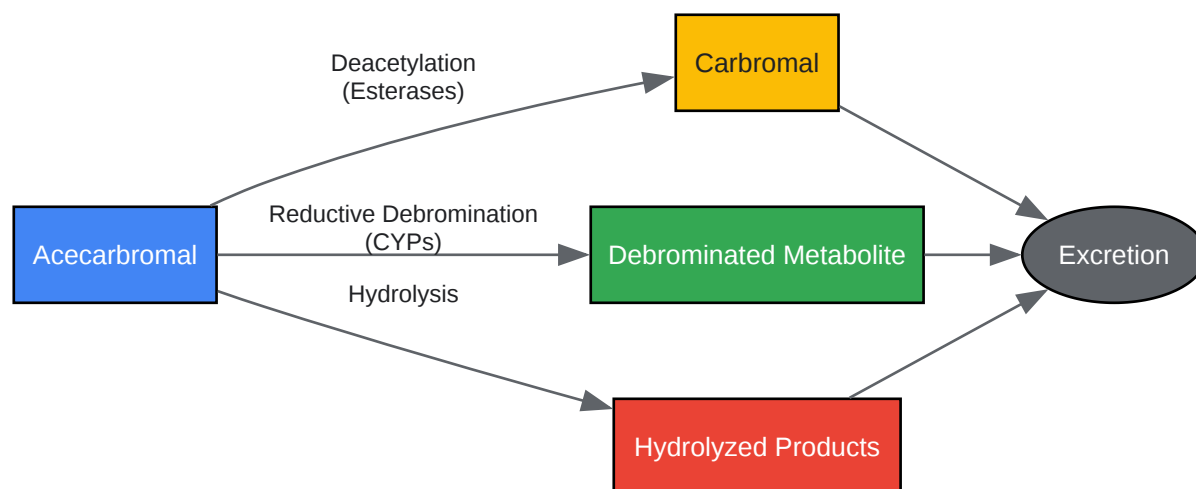 Deacetylation
(Esterases)
Carbromal
Acecarbromal
Reductive Debromination
(CYPs)
Debrominated Metabolite
Excretion
Hydrolysis
Hydrolyzed Products